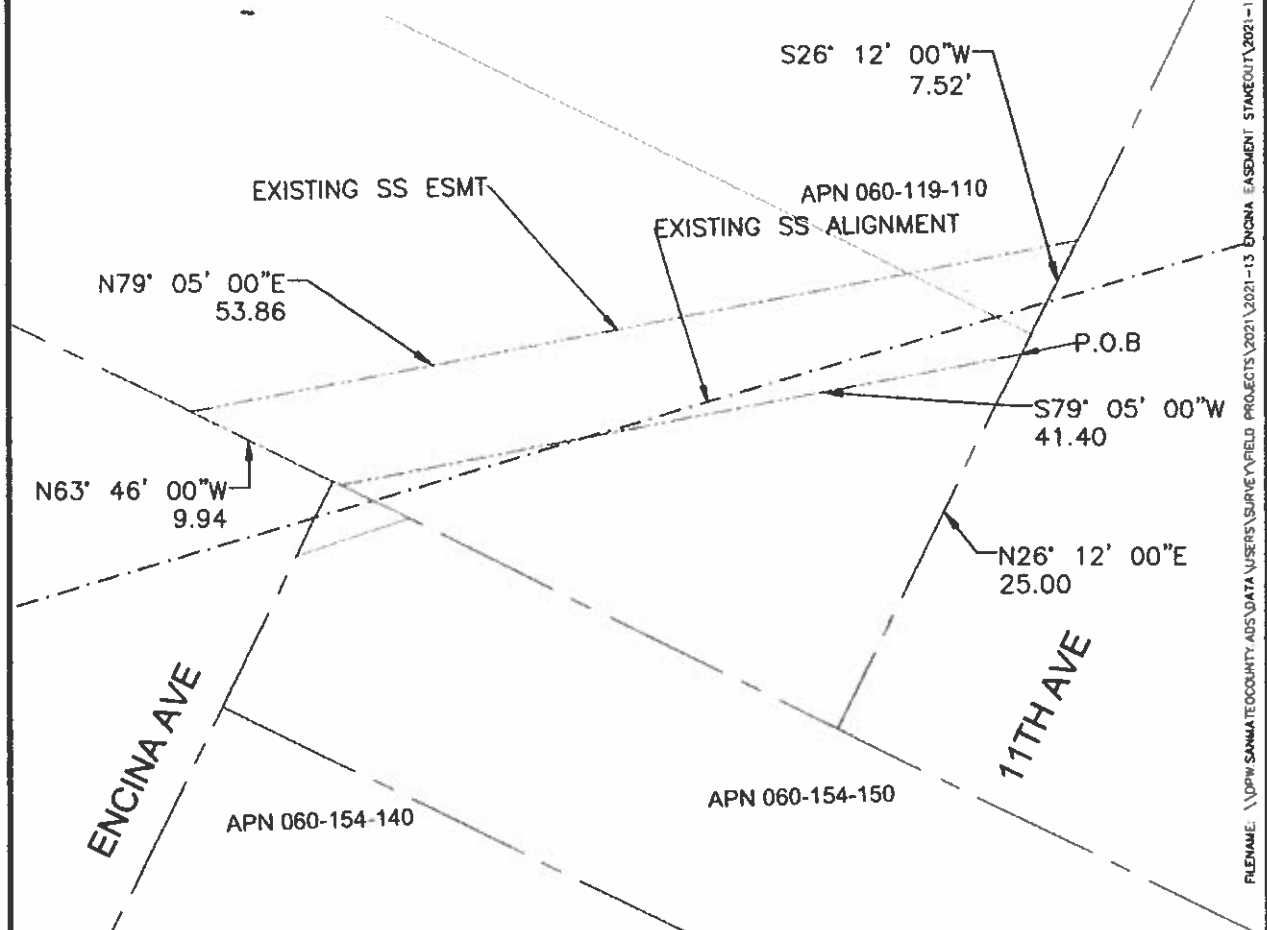 S26° 12' 00"W
7.52'
EXISTING SS ESMT
APN 060-119-110
EXISTING SS ALIGNMENT
N79° 05' 00"E
53.86
P.O.B
S79° 05' 00"W
41.40
N63° 46' 00"W
9.94
N26° 12' 00"E
25.00
ENCINA AVE
11TH AVE
APN 060-154-140
APN 060-154-150
FILENAME: \\DPW.SANMATEOCOUNTY.ADS\DATA\USERS\SURVEY\FIELD PROJECTS\2021\2021-13 ENCINA EASEMENT STAKEOUT\2021-1